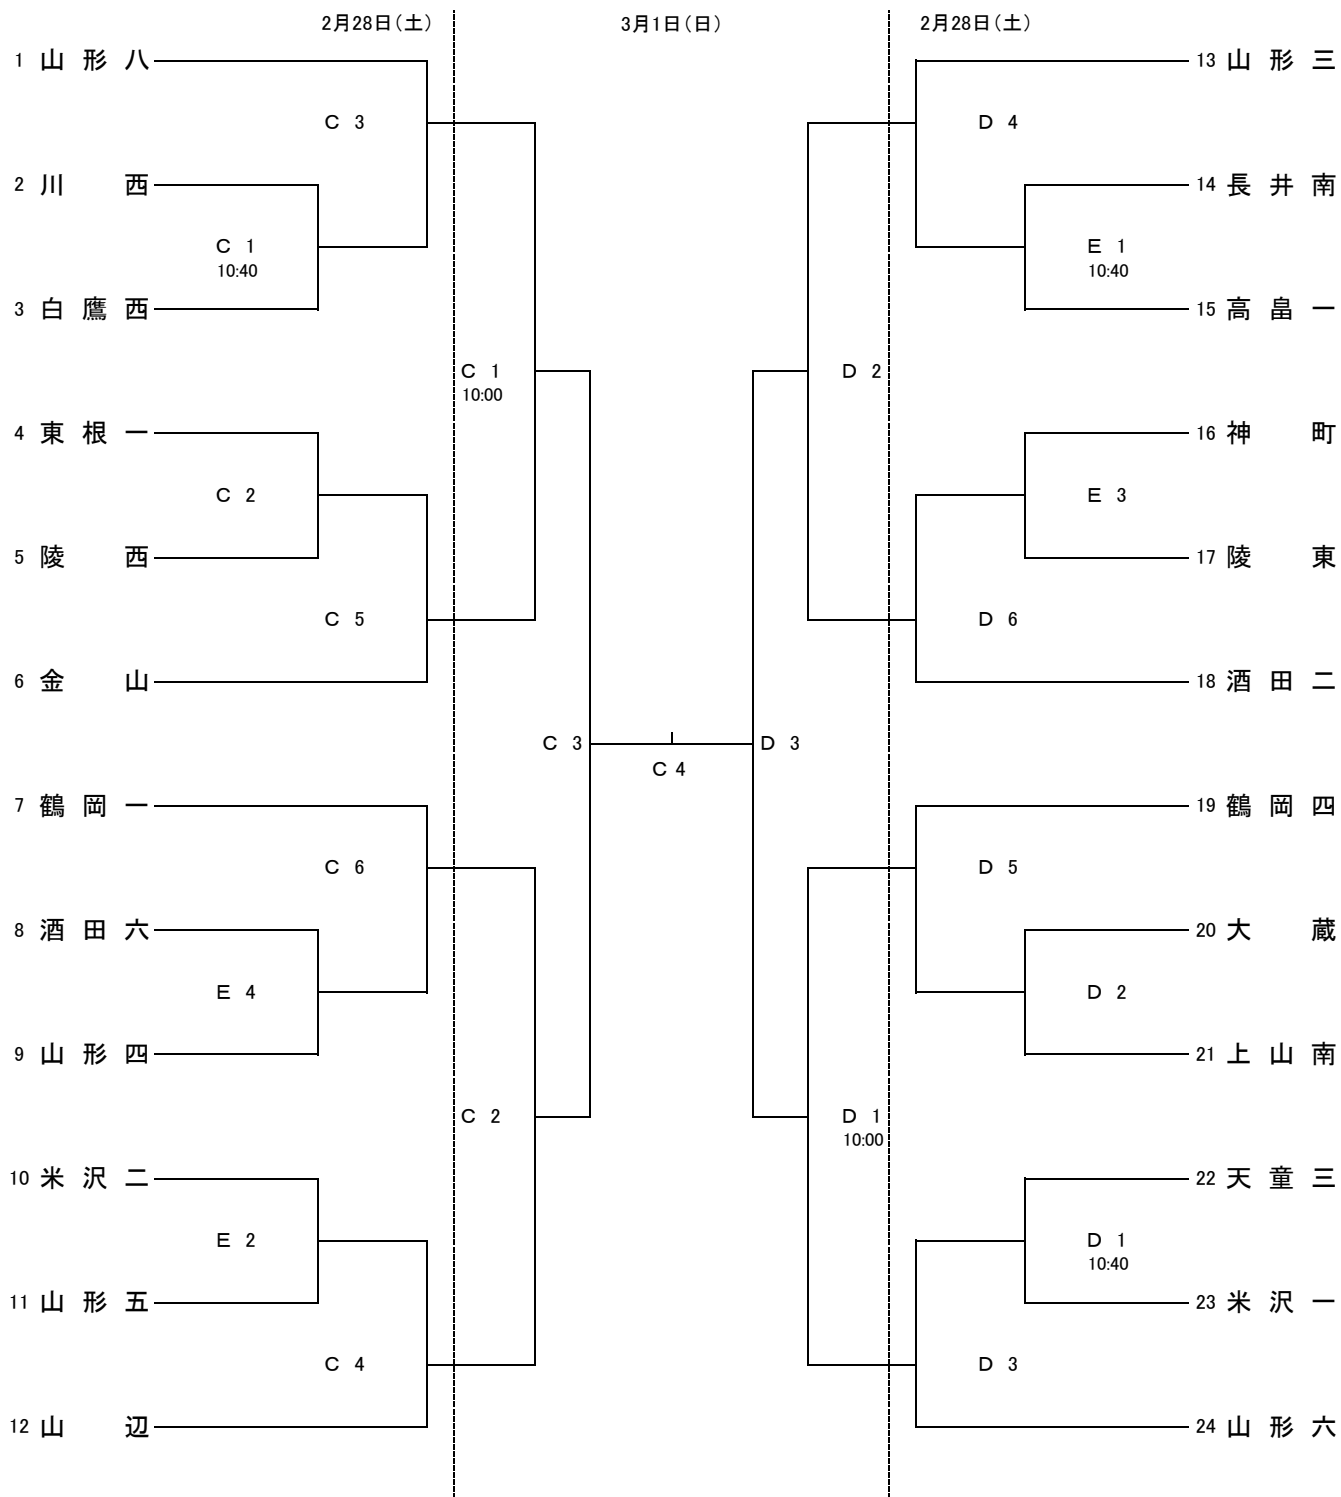 2月28日(土) 3月1日(日) 2月28日(土)
1 山形八 13 山形三
C 3 D 4
2 川西 14 長井南
C 1 E 1
10:40 10:40
3 白鷹西 15 高畠一
C 1 D 2
10:00
4 東根一 16 神町
C 2 E 3
5 陵西 17 陵東
C 5 D 6
6 金山 18 酒田二
C 3 D 3
C 4
7 鶴岡一 19 鶴岡四
C 6 D 5
8 酒田六 20 大蔵
E 4 D 2
9 山形四 21 上山南
C 2 D 1
10:00
10 米沢二 22 天童三
E 2 D 1
10:40
11 山形五 23 米沢一
C 4 D 3
12 山辺 24 山形六